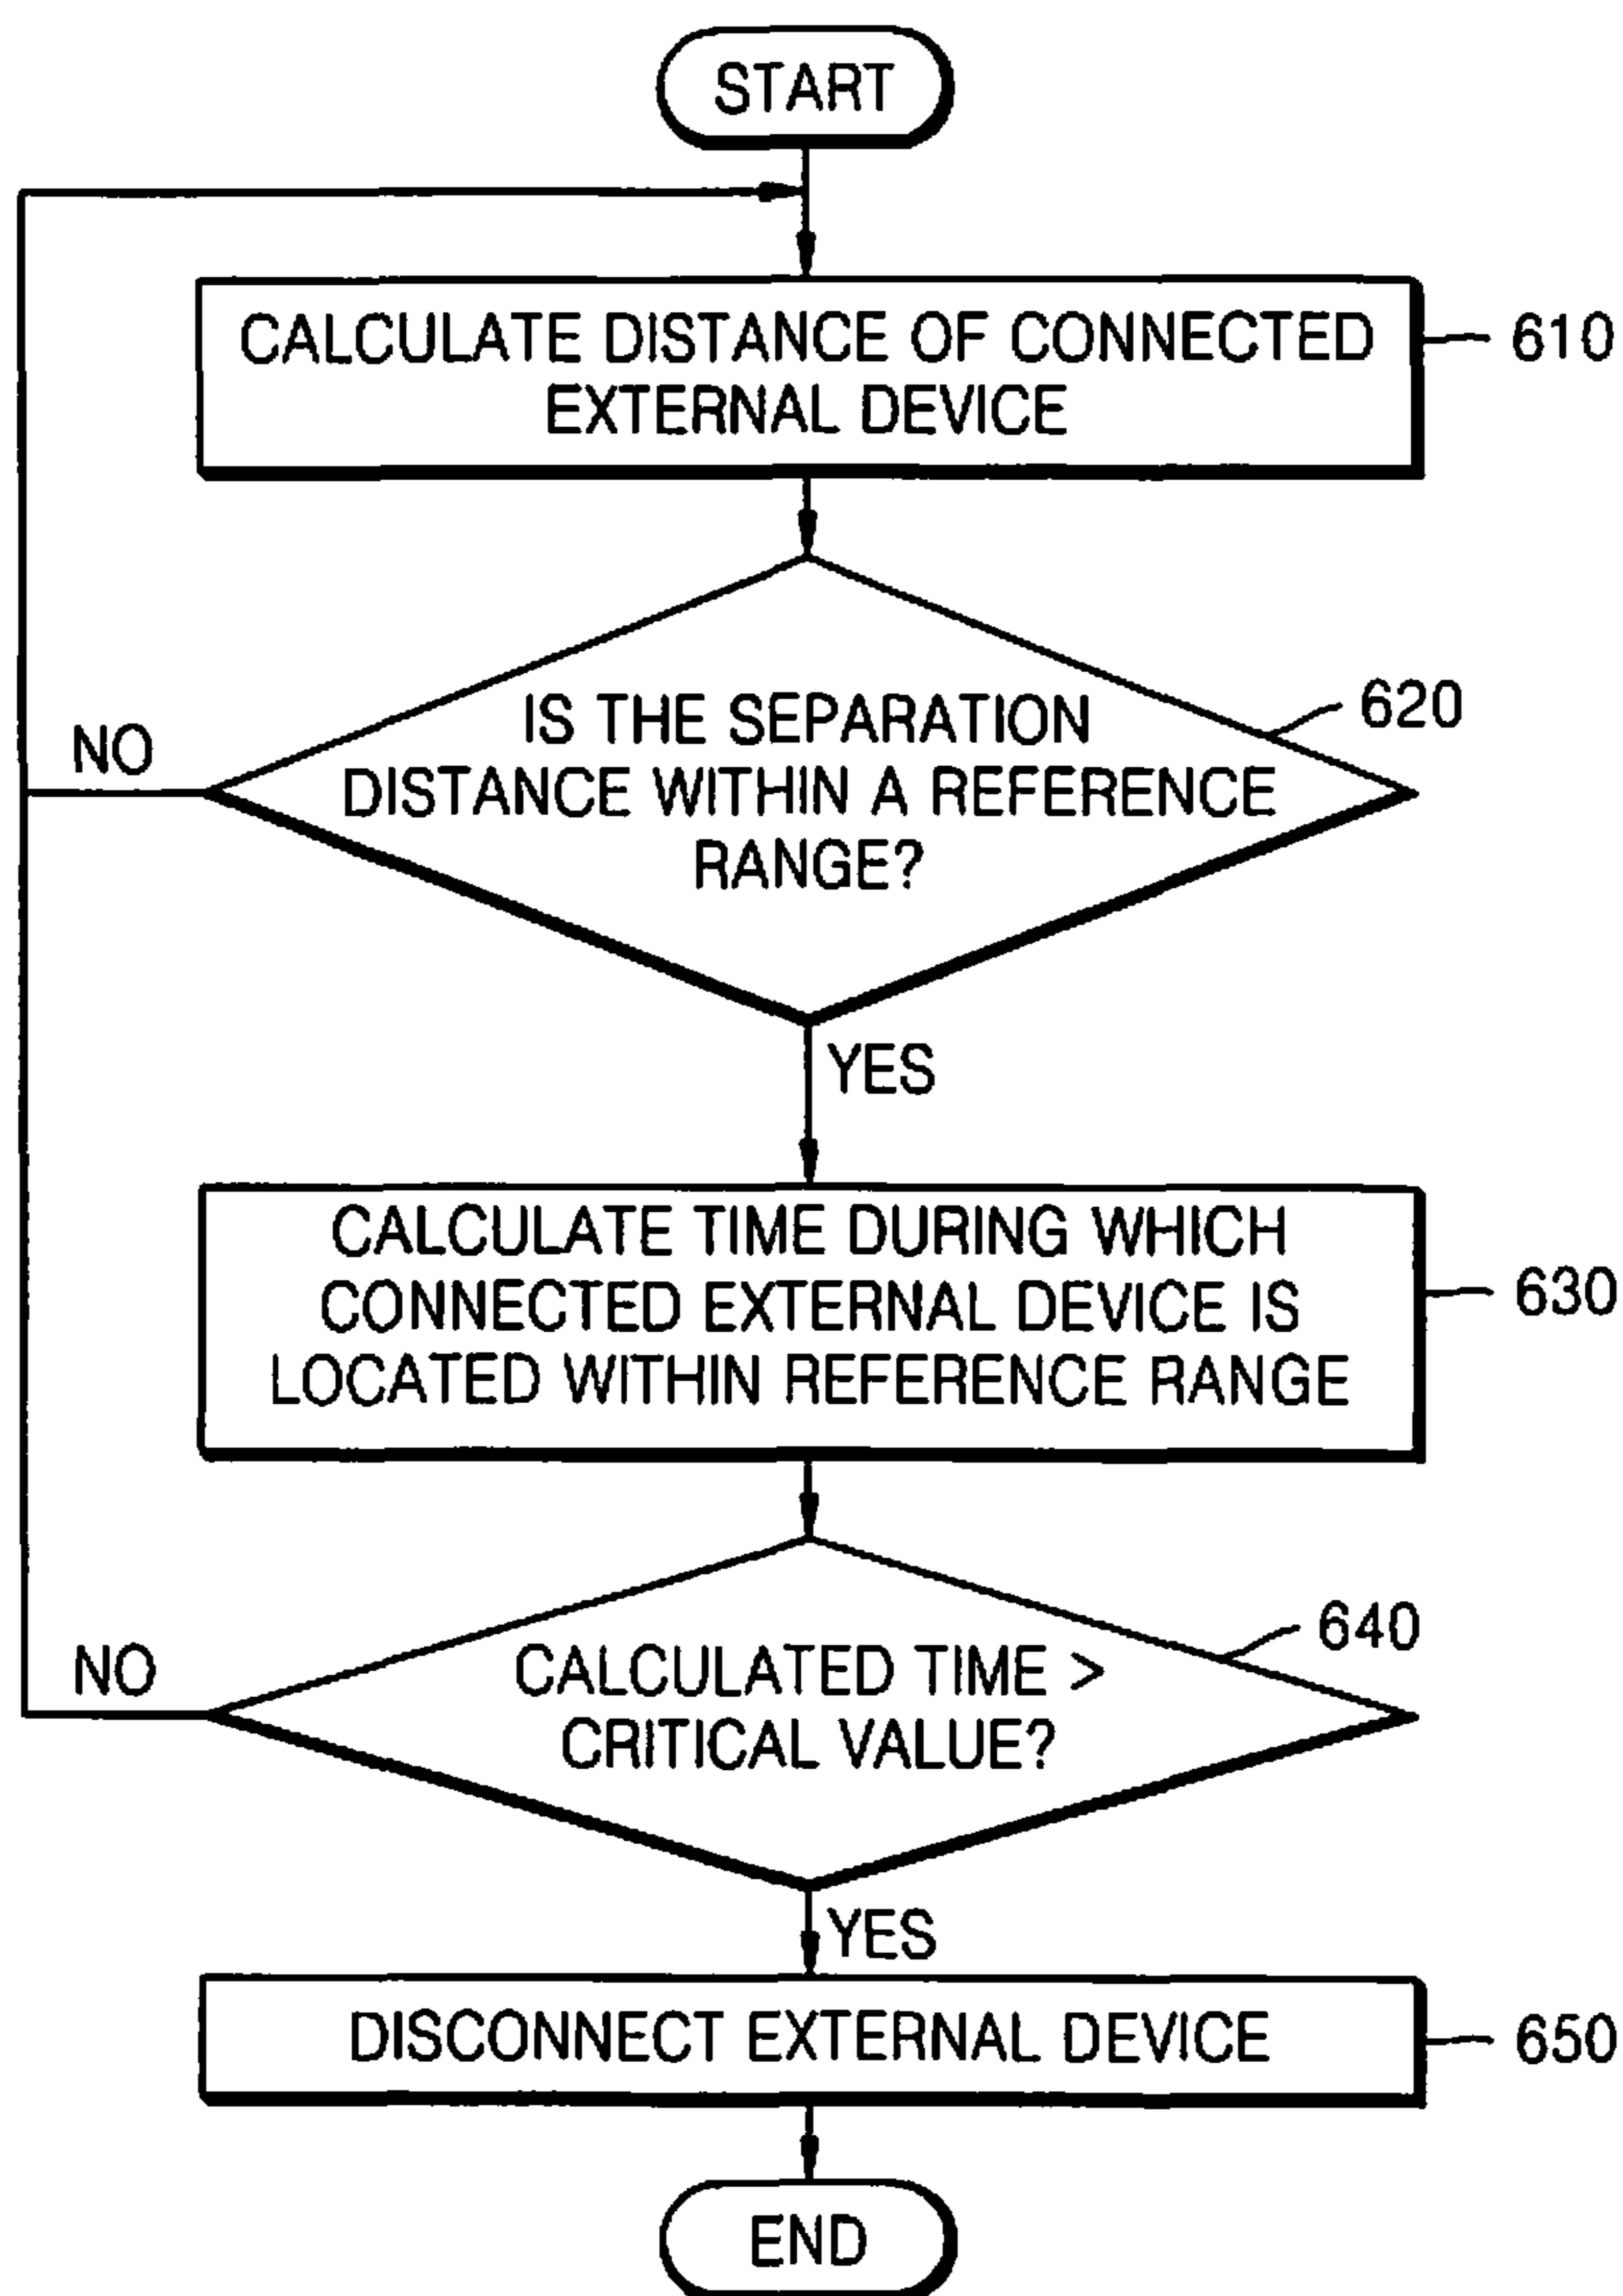 START
CALCULATE DISTANCE OF CONNECTED
EXTERNAL DEVICE
610
IS THE SEPARATION
DISTANCE WITHIN A REFERENCE
RANGE?
620
NO
YES
CALCULATE TIME DURING WHICH
CONNECTED EXTERNAL DEVICE IS
LOCATED WITHIN REFERENCE RANGE
630
CALCULATED TIME >
CRITICAL VALUE?
640
NO
YES
DISCONNECT EXTERNAL DEVICE
650
END